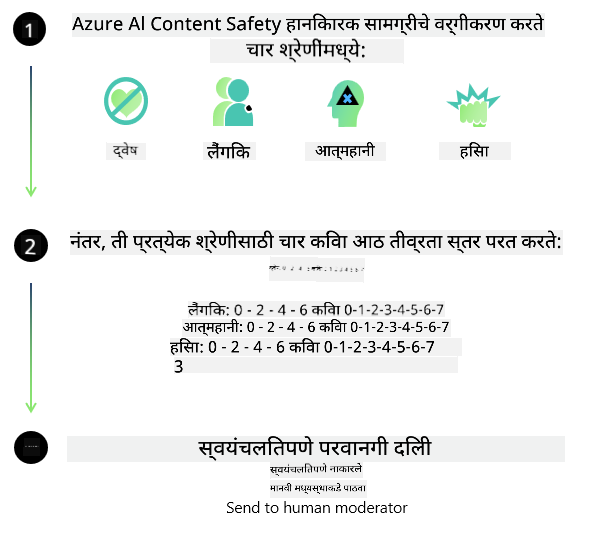 1
Azure Al Content Safety हानिकारक सामग्रीचे वर्गीकरण करते
चार श्रेणींमध्ये:
द्वेष लैंगिक आत्महानी हिंसा
2
नंतर, ती प्रत्येक श्रेणीसाठी चार किंवा आठ तीव्रता स्तर परत करते:
लैंगिक: 0 - 2 - 4 - 6 किंवा 0-1-2-3-4-5-6-7
आत्महानी: 0 - 2 - 4 - 6 किंवा 0-1-2-3-4-5-6-7
हिंसा: 0 - 2 - 4 - 6 किंवा 0-1-2-3-4-5-6-7
3
स्वयंचलितपणे परवानगी दिली
स्वयंचलितपणे नाकारले
मानवी मध्यस्थाकडे पाठवा
Send to human moderator